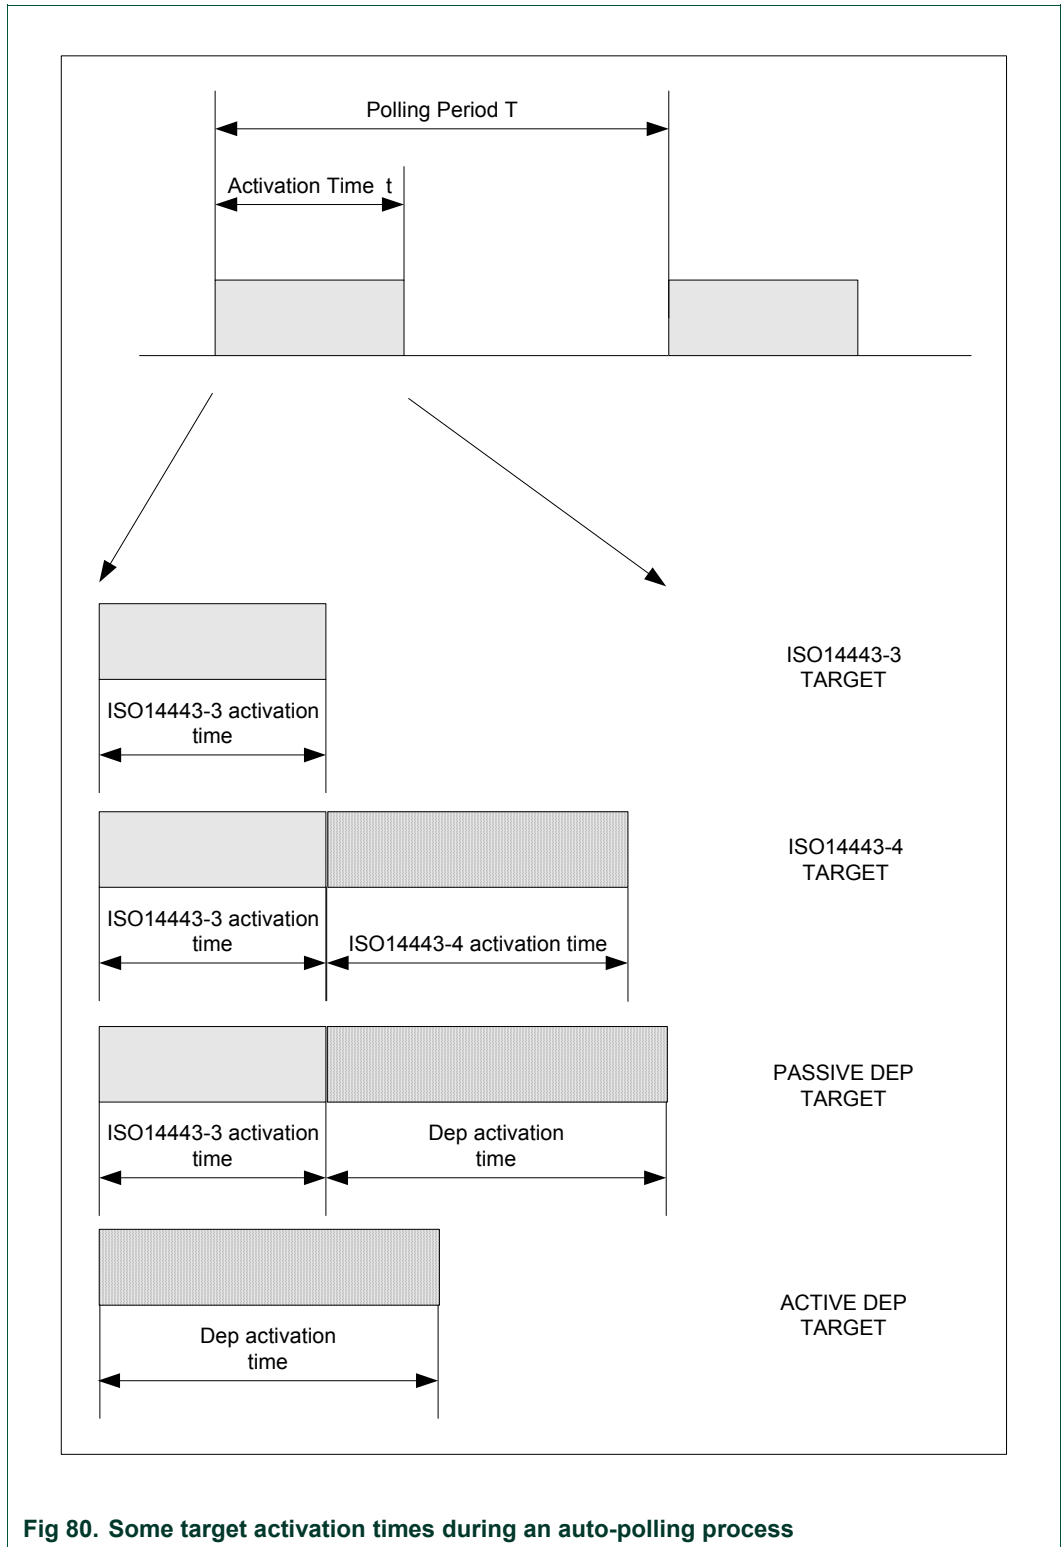 Polling Period T
Activation Time t
ISO14443-3
TARGET
ISO14443-3 activation
time
ISO14443-4
TARGET
ISO14443-3 activation
time
ISO14443-4 activation time
PASSIVE DEP
TARGET
ISO14443-3 activation
time
Dep activation
time
ACTIVE DEP
TARGET
Dep activation
time
Fig 80. Some target activation times during an auto-polling process